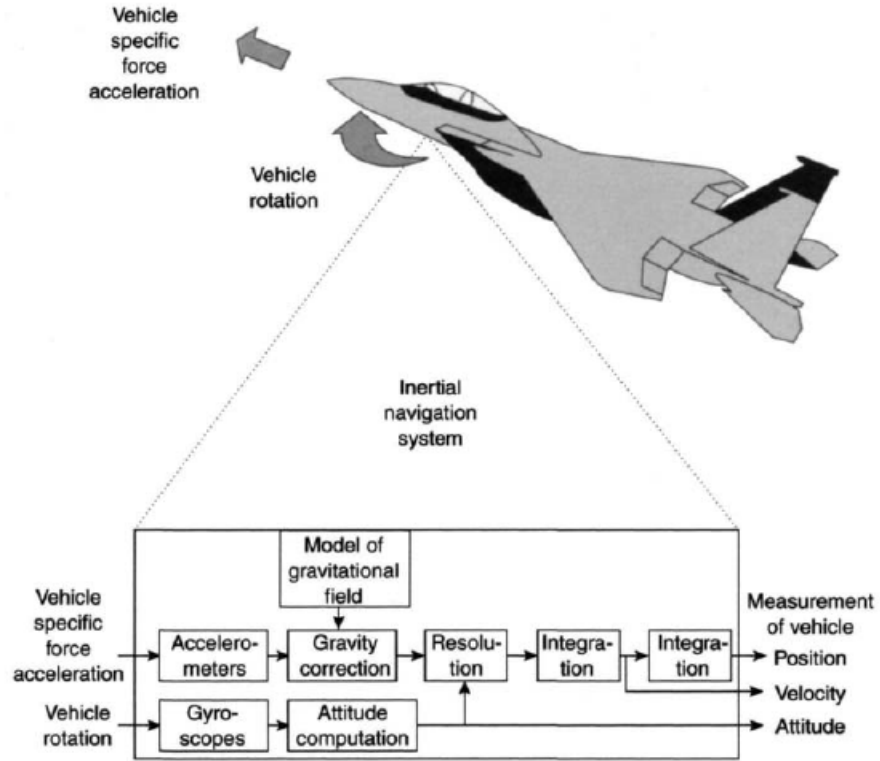 Vehicle
specific
force
acceleration
Vehicle
rotation
Inertial
navigation
system
Model of
gravitational
field
Vehicle
specific
force
acceleration
Accelero-
meters
Gravity
correction
Resolu-
tion
Integra-
tion
Integra-
tion
Measurement
of vehicle
Position
Velocity
Vehicle
rotation
Gyro-
scopes
Attitude
computation
Attitude